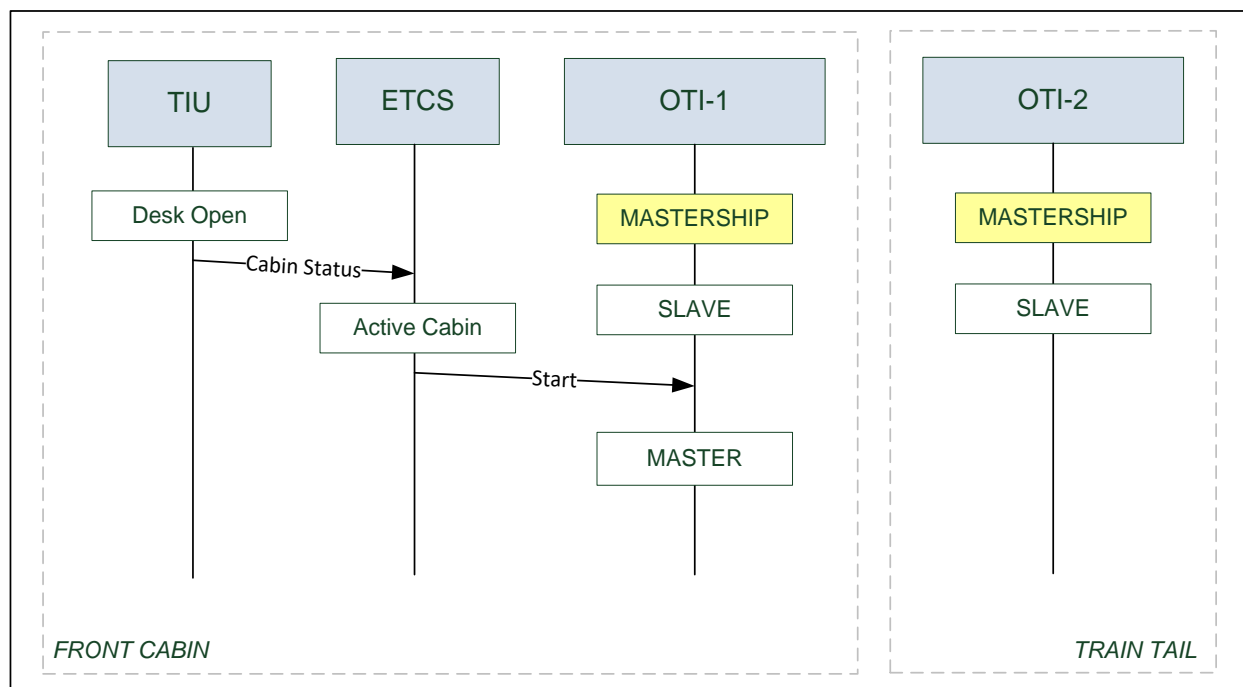 TIU
ETCS
OTI-1
OTI-2
Desk Open
MASTERSHIP
MASTERSHIP
Cabin Status
Active Cabin
SLAVE
SLAVE
Start
MASTER
FRONT CABIN
TRAIN TAIL